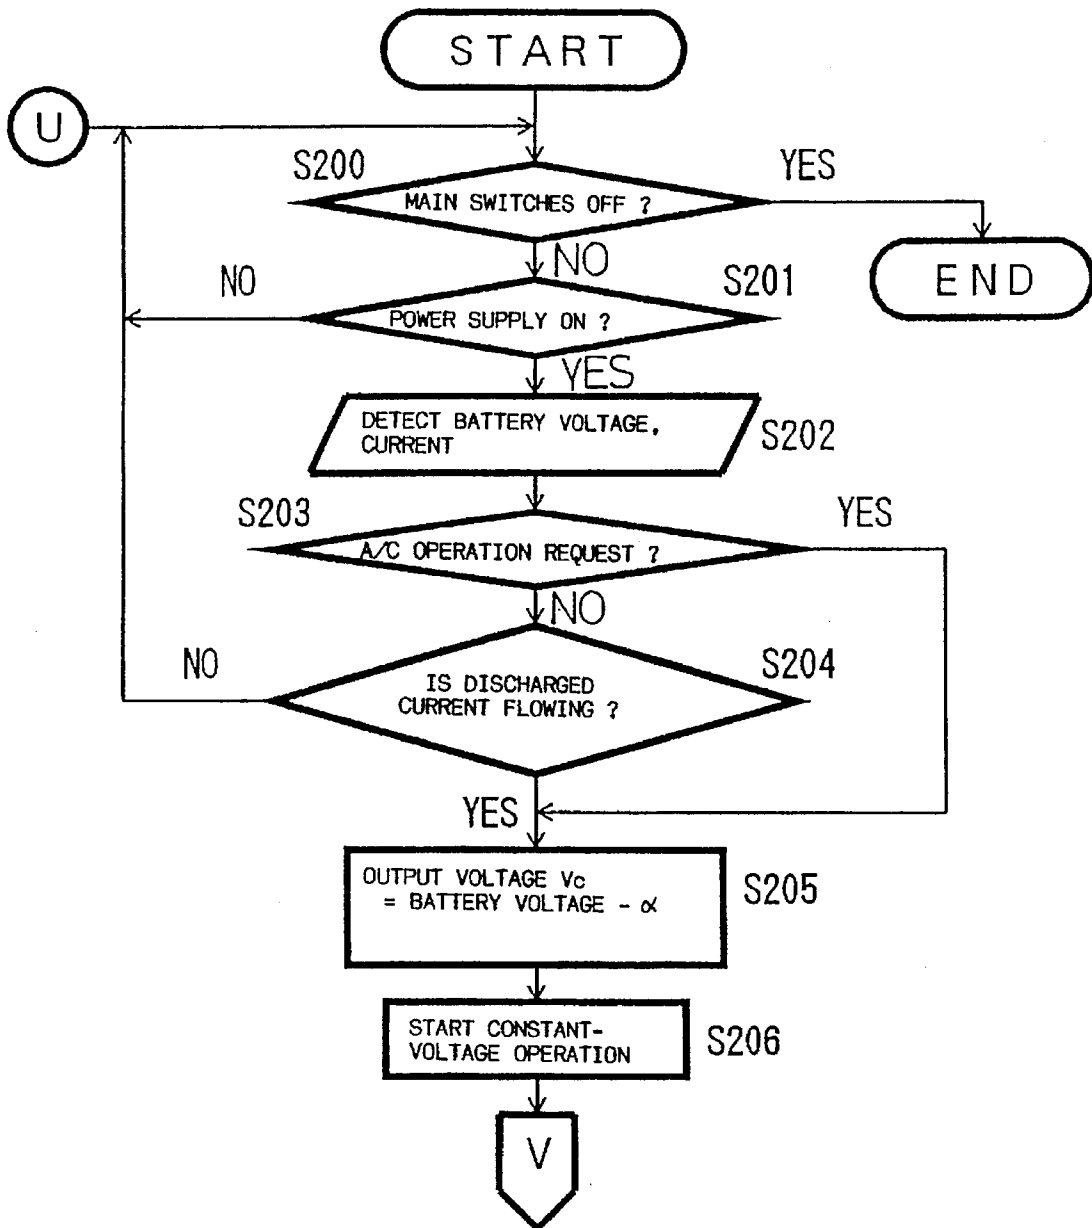 START
U
S200
YES
MAIN SWITCHES OFF ?
NO
END
NO
S201
POWER SUPPLY ON ?
YES
DETECT BATTERY VOLTAGE,
CURRENT
S202
S203
YES
A/C OPERATION REQUEST ?
NO
NO
S204
IS DISCHARGED
CURRENT FLOWING ?
YES
OUTPUT VOLTAGE Vc
= BATTERY VOLTAGE - α
S205
START CONSTANT-
VOLTAGE OPERATION
S206
V